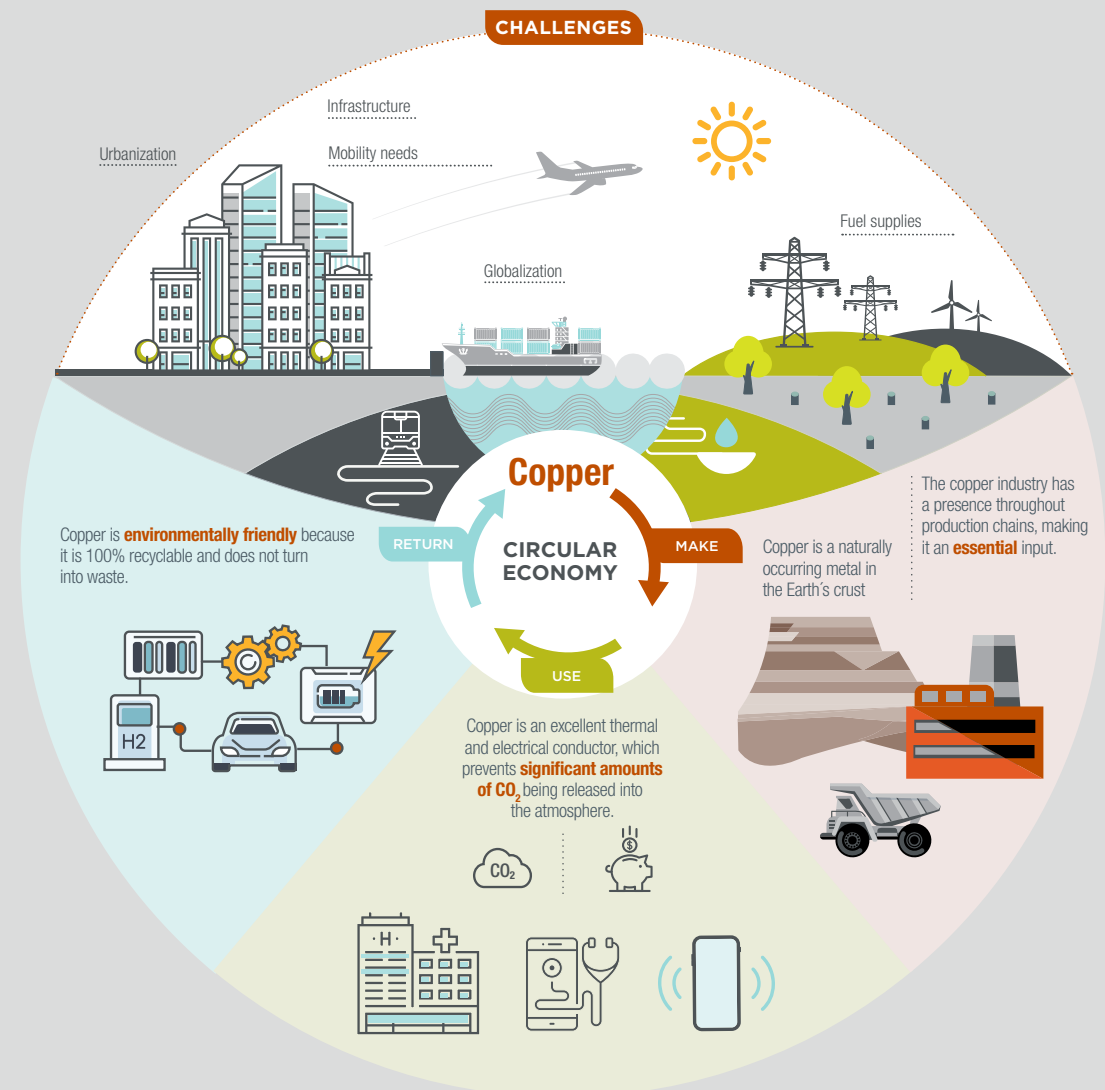 CHALLENGES
Infrastructure
Urbanization
Mobility needs
Fuel supplies
Globalization
Copper
CIRCULAR
ECONOMY
RETURN
MAKE
USE
Copper is environmentally friendly because
it is 100% recyclable and does not turn
into waste.
H2
Copper is a naturally
occurring metal in
the Earth´s crust
The copper industry has
a presence throughout
production chains, making
it an essential input.
Copper is an excellent thermal
and electrical conductor, which
prevents significant amounts
of CO₂ being released into
the atmosphere.
CO₂
$
·H·